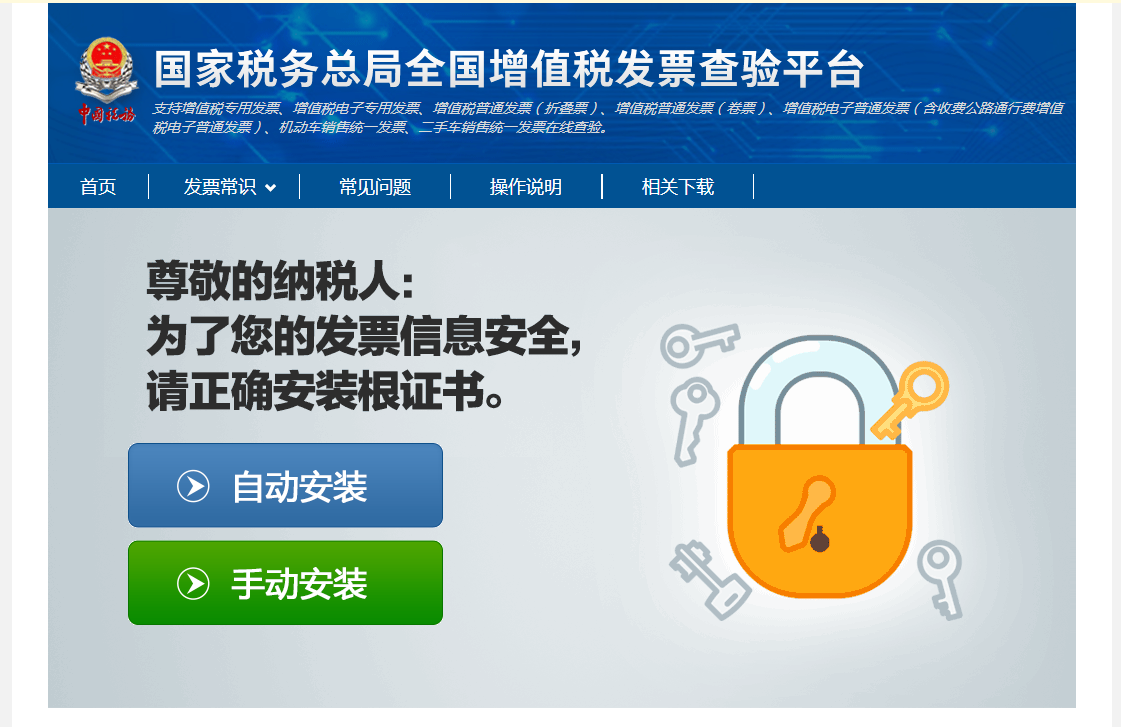 国家税务总局全国增值税发票查验平台
中国税务
支持增值税专用发票、增值税电子专用发票、增值税普通发票（折叠票）、增值税普通发票（卷票）、增值税电子普通发票（含收费公路通行费增值
税电子普通发票）、机动车销售统一发票、二手车销售统一发票在线查验。
首页
发票常识
常见问题
操作说明
相关下载
尊敬的纳税人:
为了您的发票信息安全,
请正确安装根证书。
自动安装
手动安装